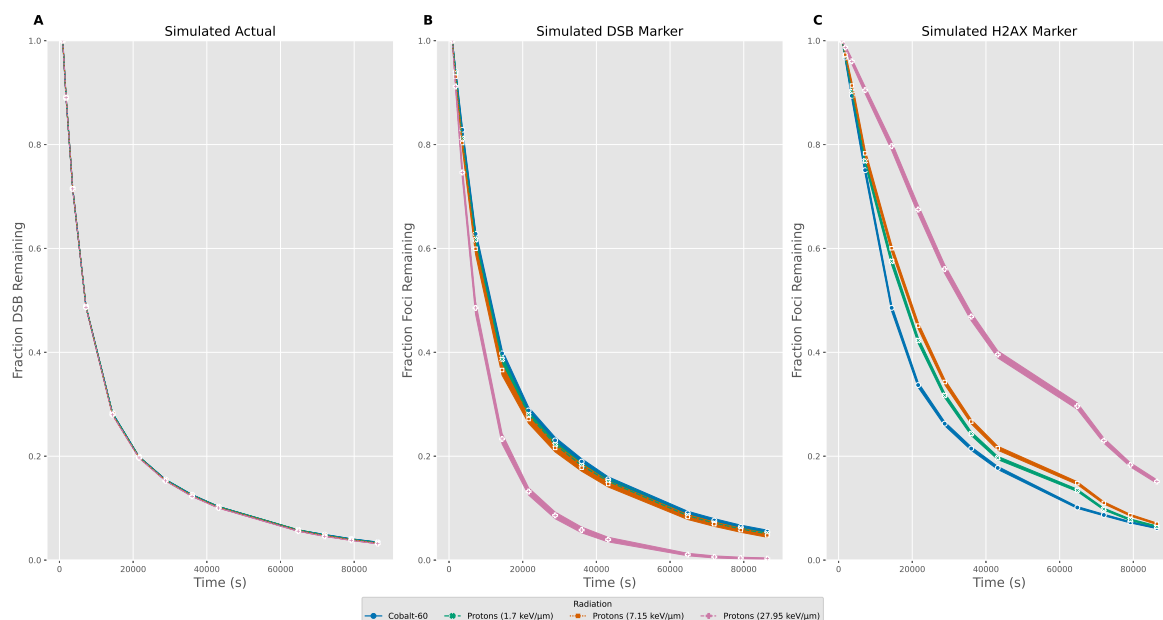 A
Simulated Actual
B
Simulated DSB Marker
C
Simulated H2AX Marker
Fraction DSB Remaining
1.0
0.8
0.6
0.4
0.2
0.0
0
20000
40000
60000
80000
Time (s)
Fraction Foci Remaining
1.0
0.8
0.6
0.4
0.2
0.0
0
20000
40000
60000
80000
Time (s)
Fraction Foci Remaining
1.0
0.8
0.6
0.4
0.2
0.0
0
20000
40000
60000
80000
Time (s)
Radiation
Cobalt-60
Protons (1.7 keV/μm)
Protons (7.15 keV/μm)
Protons (27.95 keV/μm)